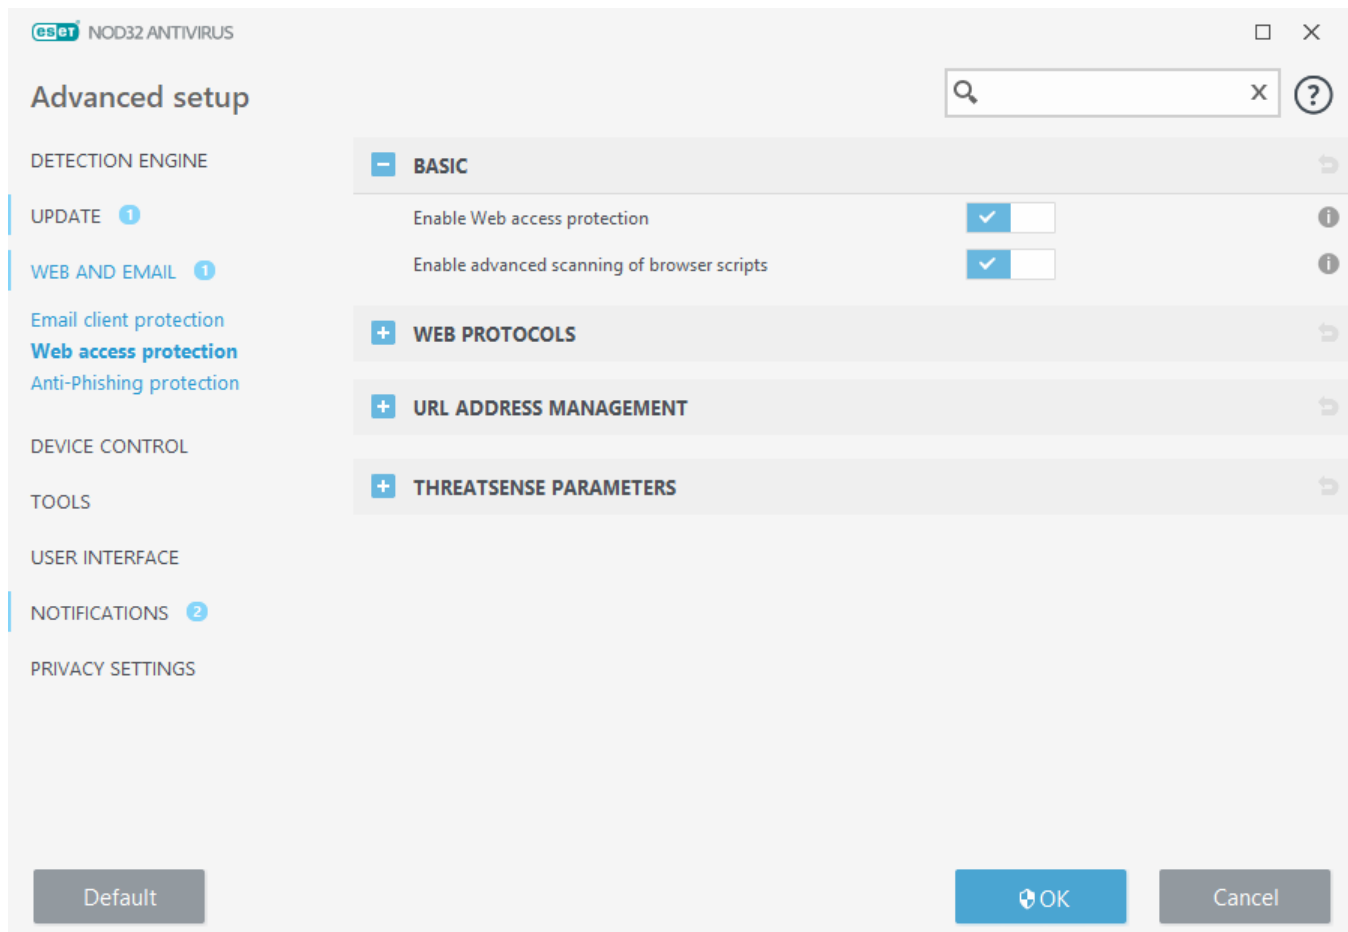 eseT NOD32 ANTIVIRUS
Advanced setup
X
?
DETECTION ENGINE
UPDATE 1
WEB AND EMAIL 1
Email client protection
Web access protection
Anti-Phishing protection
DEVICE CONTROL
TOOLS
USER INTERFACE
NOTIFICATIONS 2
PRIVACY SETTINGS
BASIC
Enable Web access protection
Enable advanced scanning of browser scripts
WEB PROTOCOLS
URL ADDRESS MANAGEMENT
THREATSENSE PARAMETERS
Default
OK
Cancel